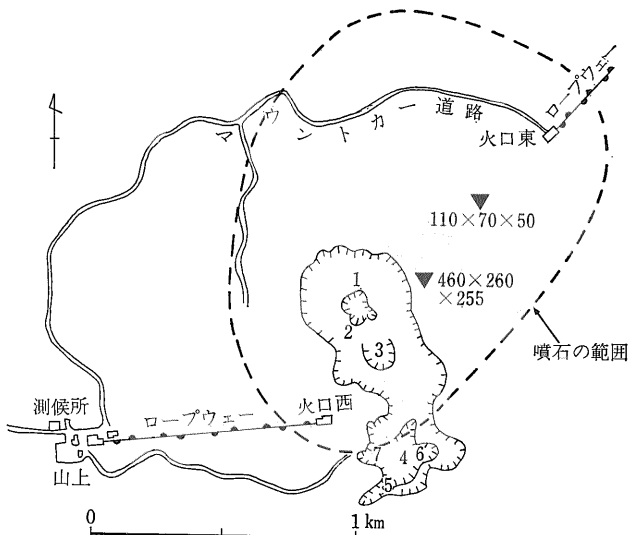 ロープウェー
マウントカー道路
火口東
110×70×50
460×260
×255
1
2
3
噴石の範囲
測候所
ロープウェー
火口西
山上
7
4
6
5
0
1 km